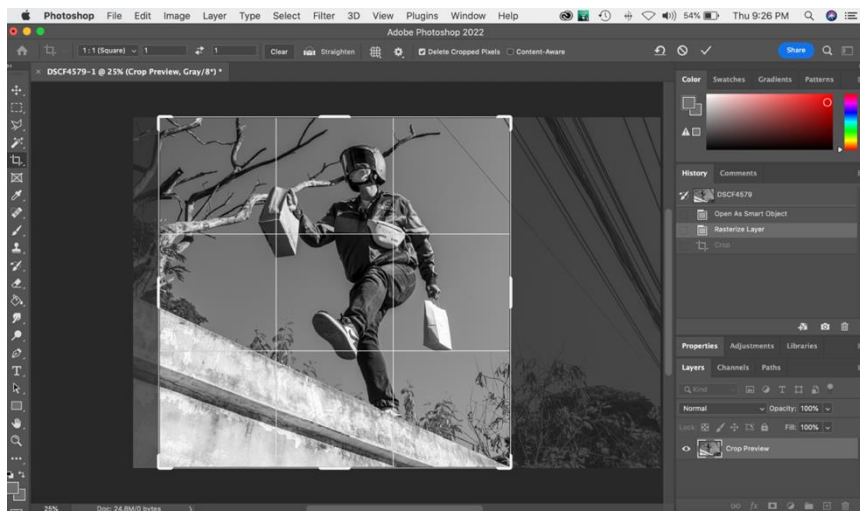 Photoshop File Edit Image Layer Type Select Filter 3D View Plugins Window Help 54% Thu 9:26 PM
Adobe Photoshop 2022
1 : 1 (Square) 1 1 Clear Straighten Delete Cropped Pixels Content-Aware Share
× DSCF4579-1 @ 25% (Crop Preview, Gray/8*) *
Color Swatches Gradients Patterns
History Comments
DSCF4579
Open As Smart Object
Rasterize Layer
Crop
Properties Adjustments Libraries
Layers Channels Paths
Kind
Normal Opacity: 100%
Lock: Fill: 100%
Crop Preview
25% Doc: 24.8M/0 bytes